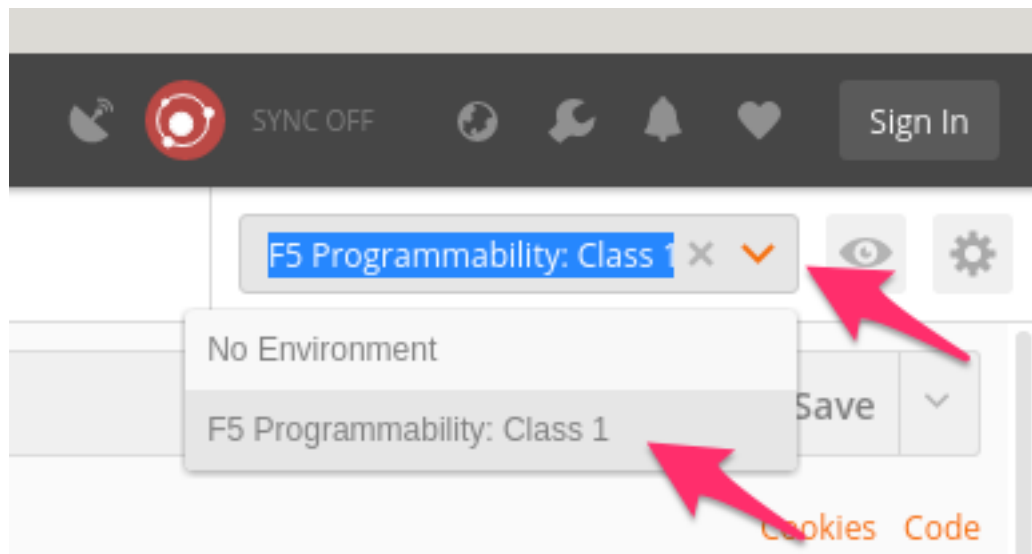 SYNC OFF
Sign In
F5 Programmability: Class 1
No Environment
F5 Programmability: Class 1
Save
Cookies Code